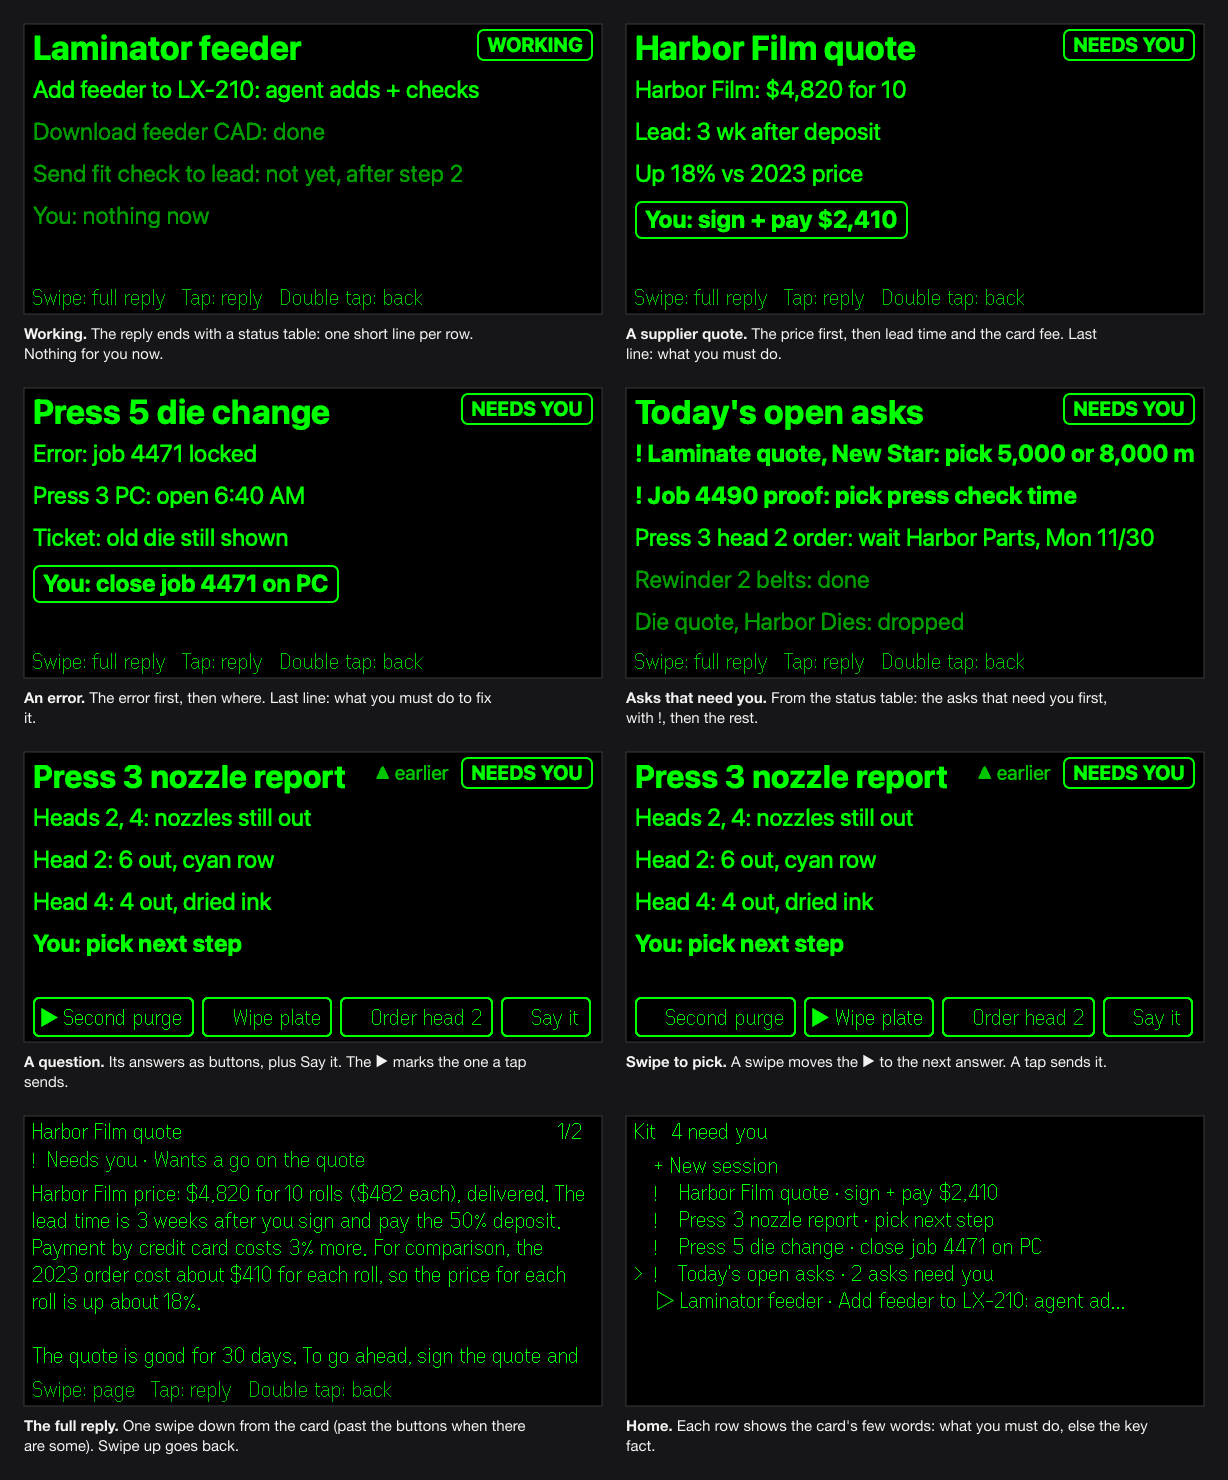 Laminator feeder WORKING
Add feeder to LX-210: agent adds + checks
Download feeder CAD: done
Send fit check to lead: not yet, after step 2
You: nothing now
Swipe: full reply Tap: reply Double tap: back
Working. The reply ends with a status table: one short line per row.
Nothing for you now.
Harbor Film quote NEEDS YOU
Harbor Film: $4,820 for 10
Lead: 3 wk after deposit
Up 18% vs 2023 price
You: sign + pay $2,410
Swipe: full reply Tap: reply Double tap: back
A supplier quote. The price first, then lead time and the card fee. Last
line: what you must do.
Press 5 die change NEEDS YOU
Error: job 4471 locked
Press 3 PC: open 6:40 AM
Ticket: old die still shown
You: close job 4471 on PC
Swipe: full reply Tap: reply Double tap: back
An error. The error first, then where. Last line: what you must do to fix
it.
Today's open asks NEEDS YOU
! Laminate quote, New Star: pick 5,000 or 8,000 m
! Job 4490 proof: pick press check time
Press 3 head 2 order: wait Harbor Parts, Mon 11/30
Rewinder 2 belts: done
Die quote, Harbor Dies: dropped
Swipe: full reply Tap: reply Double tap: back
Asks that need you. From the status table: the asks that need you first,
with !, then the rest.
Press 3 nozzle report ▲ earlier NEEDS YOU
Heads 2, 4: nozzles still out
Head 2: 6 out, cyan row
Head 4: 4 out, dried ink
You: pick next step
▶ Second purge Wipe plate Order head 2 Say it
A question. Its answers as buttons, plus Say it. The ▶ marks the one a tap
sends.
Press 3 nozzle report ▲ earlier NEEDS YOU
Heads 2, 4: nozzles still out
Head 2: 6 out, cyan row
Head 4: 4 out, dried ink
You: pick next step
Second purge ▶ Wipe plate Order head 2 Say it
Swipe to pick. A swipe moves the ▶ to the next answer. A tap sends it.
Harbor Film quote 1/2
! Needs you · Wants a go on the quote
Harbor Film price: $4,820 for 10 rolls ($482 each), delivered. The
lead time is 3 weeks after you sign and pay the 50% deposit.
Payment by credit card costs 3% more. For comparison, the
2023 order cost about $410 for each roll, so the price for each
roll is up about 18%.
The quote is good for 30 days. To go ahead, sign the quote and
Swipe: page Tap: reply Double tap: back
The full reply. One swipe down from the card (past the buttons when there
are some). Swipe up goes back.
Kit 4 need you
+ New session
! Harbor Film quote · sign + pay $2,410
! Press 3 nozzle report · pick next step
! Press 5 die change · close job 4471 on PC
> ! Today's open asks · 2 asks need you
▷ Laminator feeder · Add feeder to LX-210: agent ad...
Home. Each row shows the card's few words: what you must do, else the key
fact.